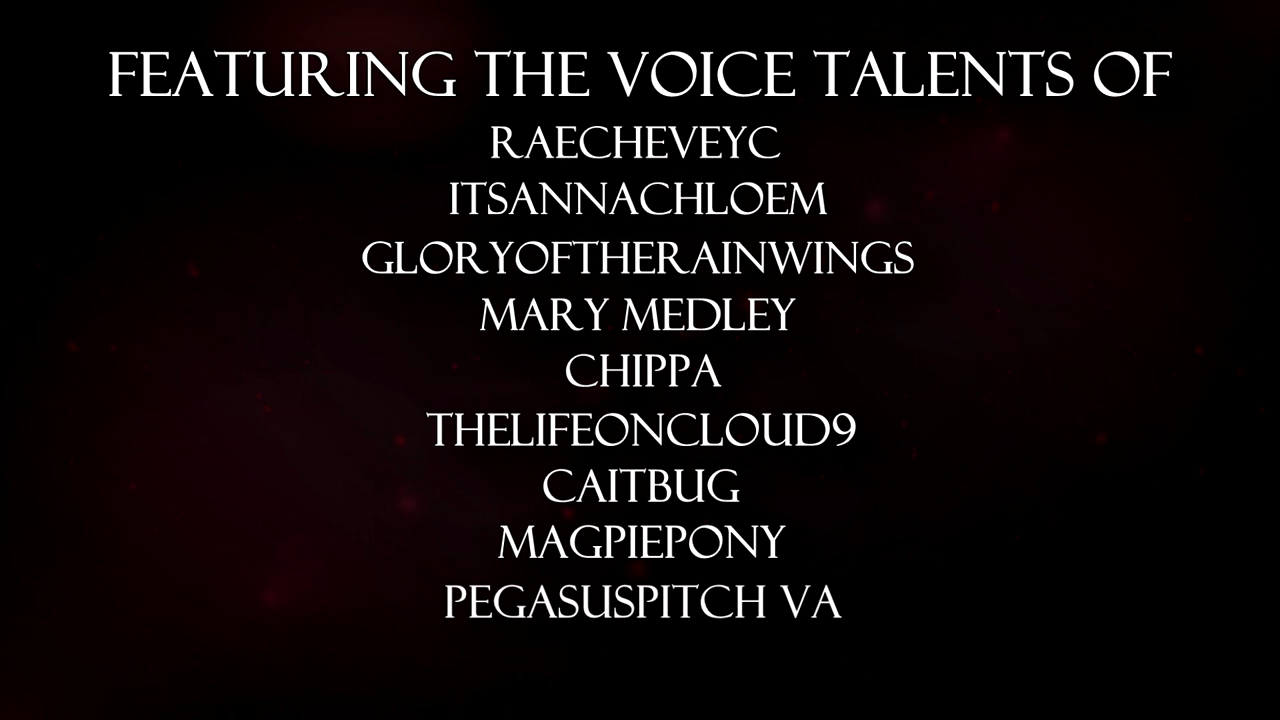 FEATURING THE VOICE TALENTS OF
RAECHEVEYC
ITSANNACHLOEM
GLORYOFTHERAINWINGS
MARY MEDLEY
CHIPPA
THELIFEONCLOUD9
CAITBUG
MAGPIEPONY
PEGASUSPITCH VA